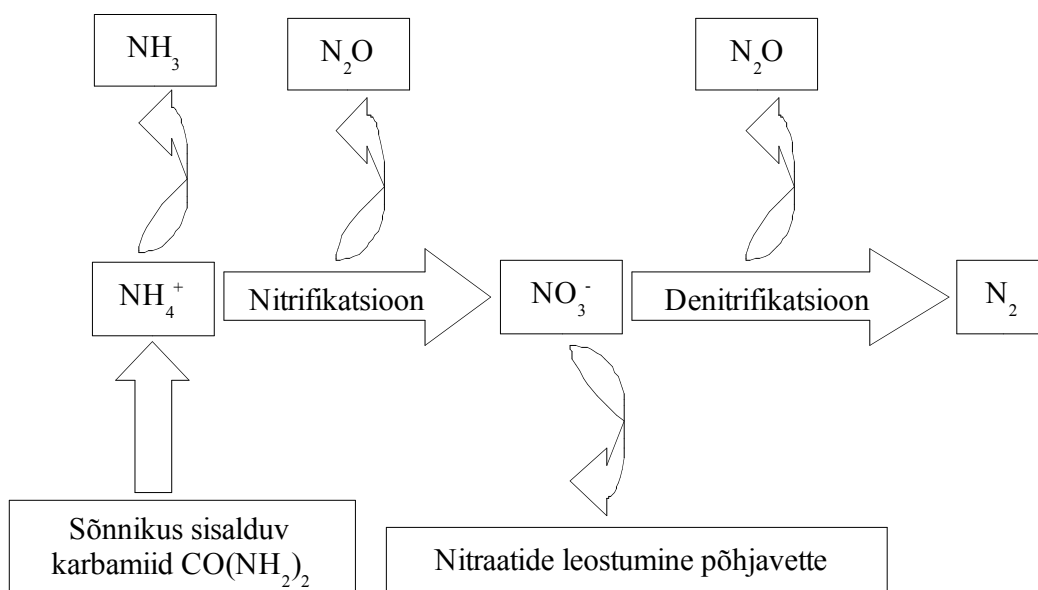 NH₃
N₂O
N₂O
NH₄⁺
Nitrifikatsioon
NO₃⁻
Denitrifikatsioon
N₂
Sõnnikus sisalduv
karbamiid CO(NH₂)₂
Nitraatide leostumine põhjavette